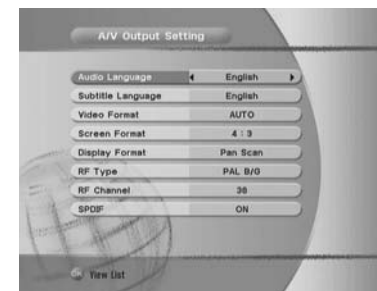 A/V Output Setting
Audio Language English
Subtitle Language English
Video Format AUTO
Screen Format 4 : 3
Display Format Pan Scan
RF Type PAL B/G
RF Channel 38
SPDIF ON
View List